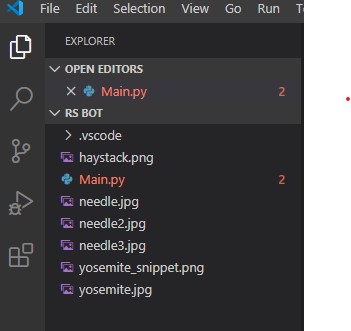 File Edit Selection View Go Run
EXPLORER
OPEN EDITORS
Main.py 2
RS BOT
.vscode
haystack.png
Main.py 2
needle.jpg
needle2.jpg
needle3.jpg
yosemite_snippet.png
yosemite.jpg